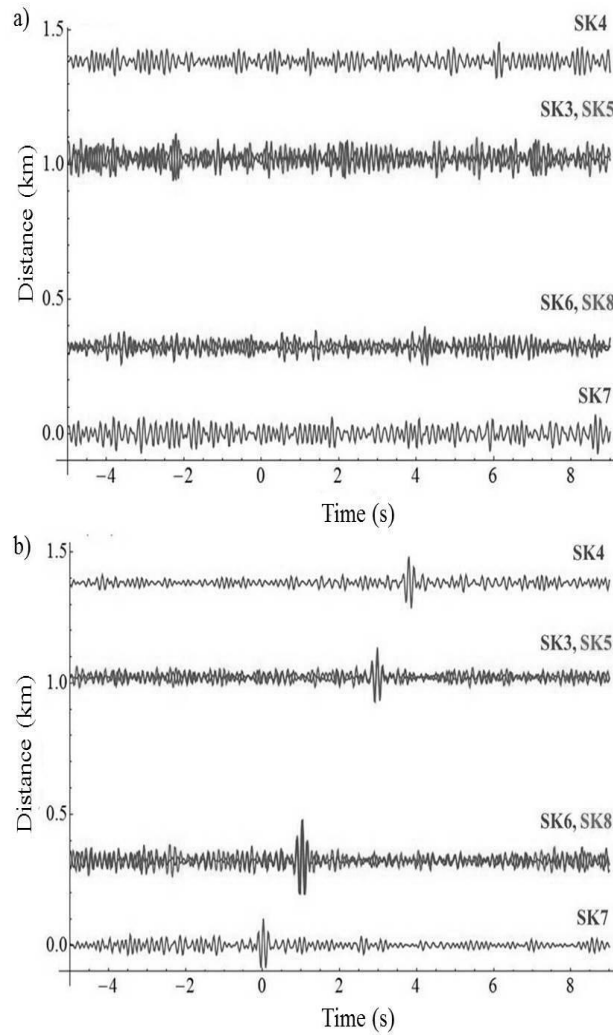 a)
1.5
SK4
SK3, SK5
1.0
Distance (km)
0.5
SK6, SK8
SK7
0.0
−4 −2 0 2 4 6 8
Time (s)
b)
1.5
SK4
SK3, SK5
1.0
Distance (km)
0.5
SK6, SK8
SK7
0.0
−4 −2 0 2 4 6 8
Time (s)